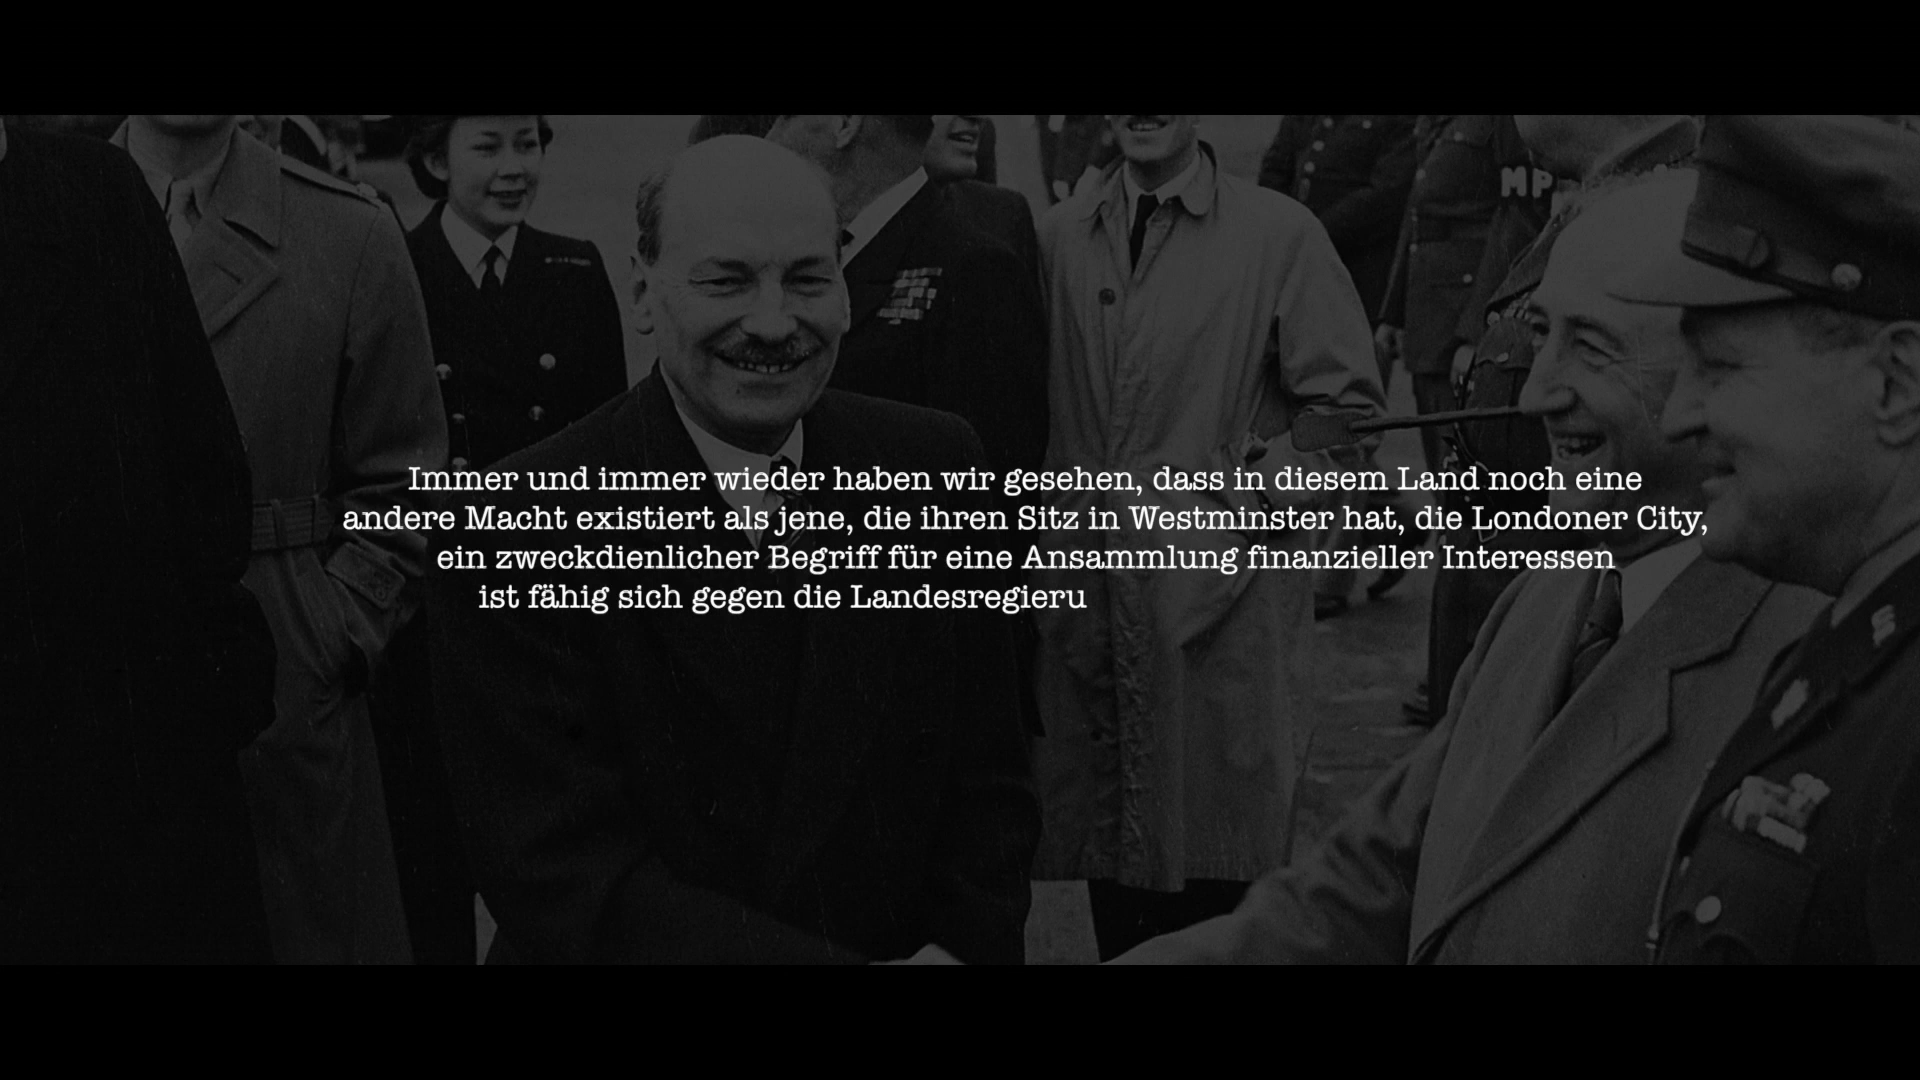 MP
Immer und immer wieder haben wir gesehen, dass in diesem Land noch eine
andere Macht existiert als jene, die ihren Sitz in Westminster hat, die Londoner City,
ein zweckdienlicher Begriff für eine Ansammlung finanzieller Interessen
ist fähig sich gegen die Landesregieru